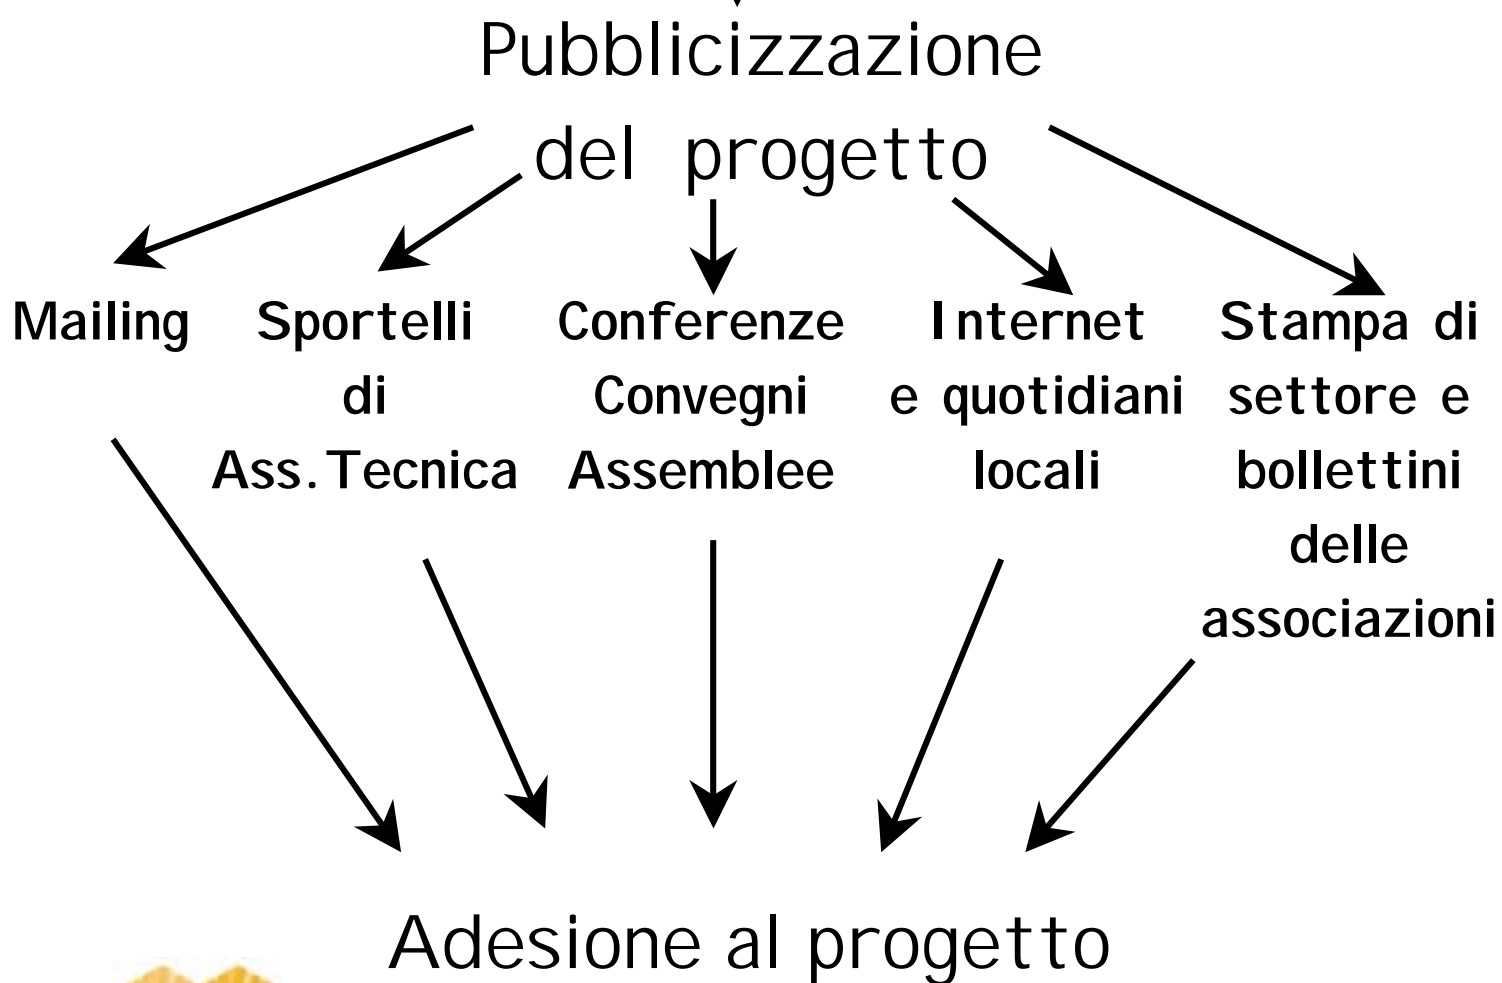 Pubblicizzazione
del progetto
Mailing
Sportelli
di
Ass.Tecnica
Conferenze
Convegni
Assemblee
Internet
e quotidiani
locali
Stampa di
settore e
bollettini
delle
associazioni
Adesione al progetto